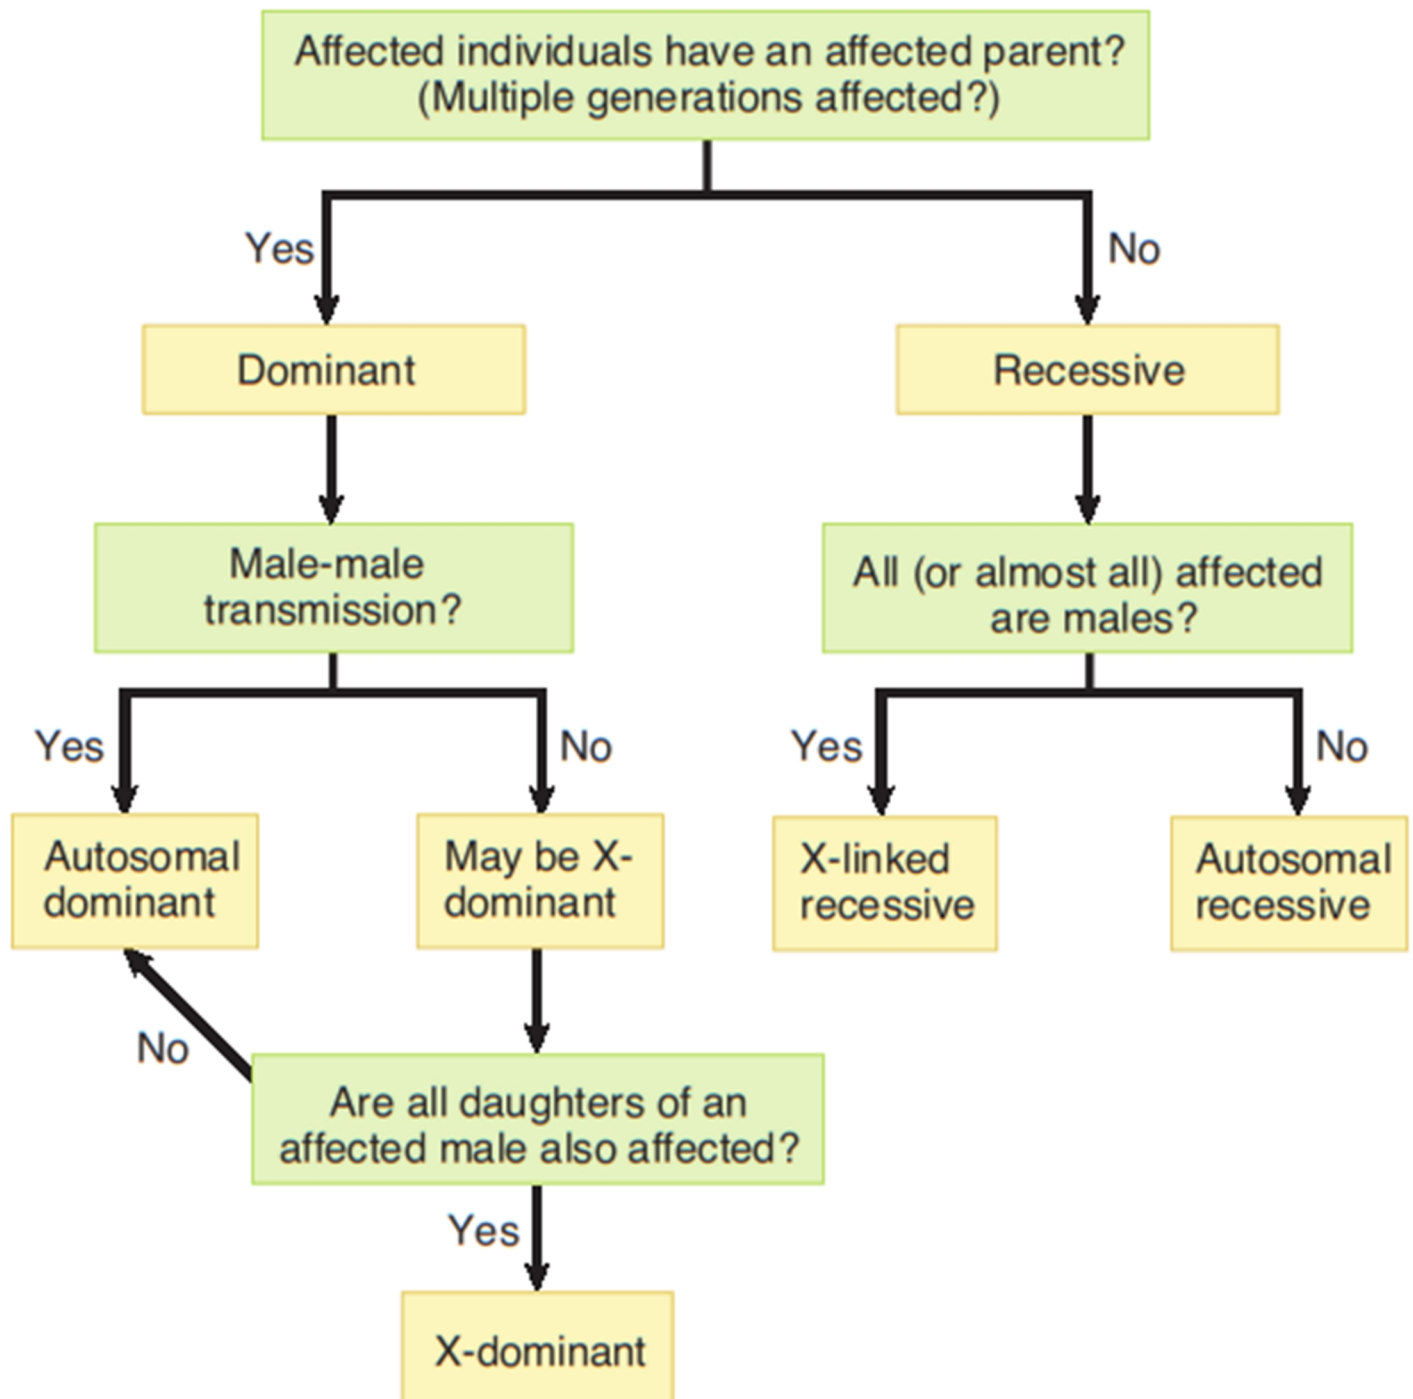 Affected individuals have an affected parent?
(Multiple generations affected?)
Yes
No
Dominant
Recessive
Male-male
transmission?
All (or almost all) affected
are males?
Yes
No
Yes
No
Autosomal
dominant
May be X-
dominant
X-linked
recessive
Autosomal
recessive
No
Are all daughters of an
affected male also affected?
Yes
X-dominant